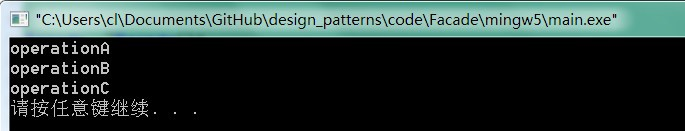 "C:\Users\cl\Documents\GitHub\design_patterns\code\Facade\mingw5\main.exe"
operationA
operationB
operationC
请按任意键继续. . .